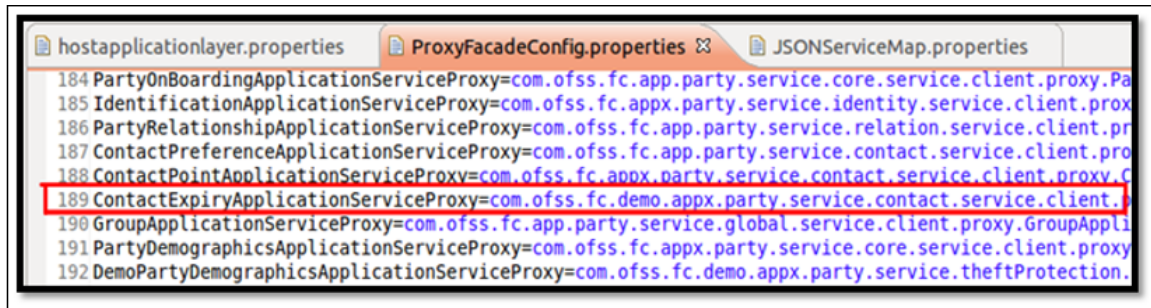 hostapplicationlayer.properties ProxyFacadeConfig.properties JSONServiceMap.properties
184 PartyOnBoardingApplicationServiceProxy=com.ofss.fc.app.party.service.core.service.client.proxy.Pa
185 IdentificationApplicationServiceProxy=com.ofss.fc.appx.party.service.identity.service.client.prox
186 PartyRelationshipApplicationServiceProxy=com.ofss.fc.app.party.service.relation.service.client.pr
187 ContactPreferenceApplicationServiceProxy=com.ofss.fc.app.party.service.contact.service.client.pro
188 ContactPointApplicationServiceProxy=com.ofss.fc.appx.party.service.contact.service.client.proxy.C
189 ContactExpiryApplicationServiceProxy=com.ofss.fc.demo.appx.party.service.contact.service.client.p
190 GroupApplicationServiceProxy=com.ofss.fc.app.party.service.global.service.client.proxy.GroupAppli
191 PartyDemographicsApplicationServiceProxy=com.ofss.fc.appx.party.service.core.service.client.proxy
192 DemoPartyDemographicsApplicationServiceProxy=com.ofss.fc.demo.appx.party.service.theftProtection.